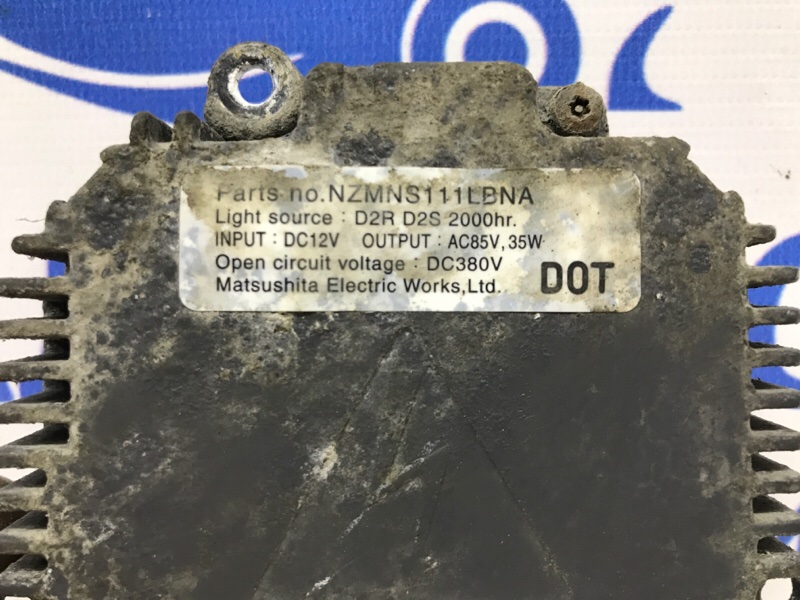 Parts no.NZMNS111LBNA
Light source : D2R D2S 2000hr.
INPUT : DC12V OUTPUT : AC85V, 35W
Open circuit voltage : DC380V
Matsushita Electric Works,Ltd. DOT